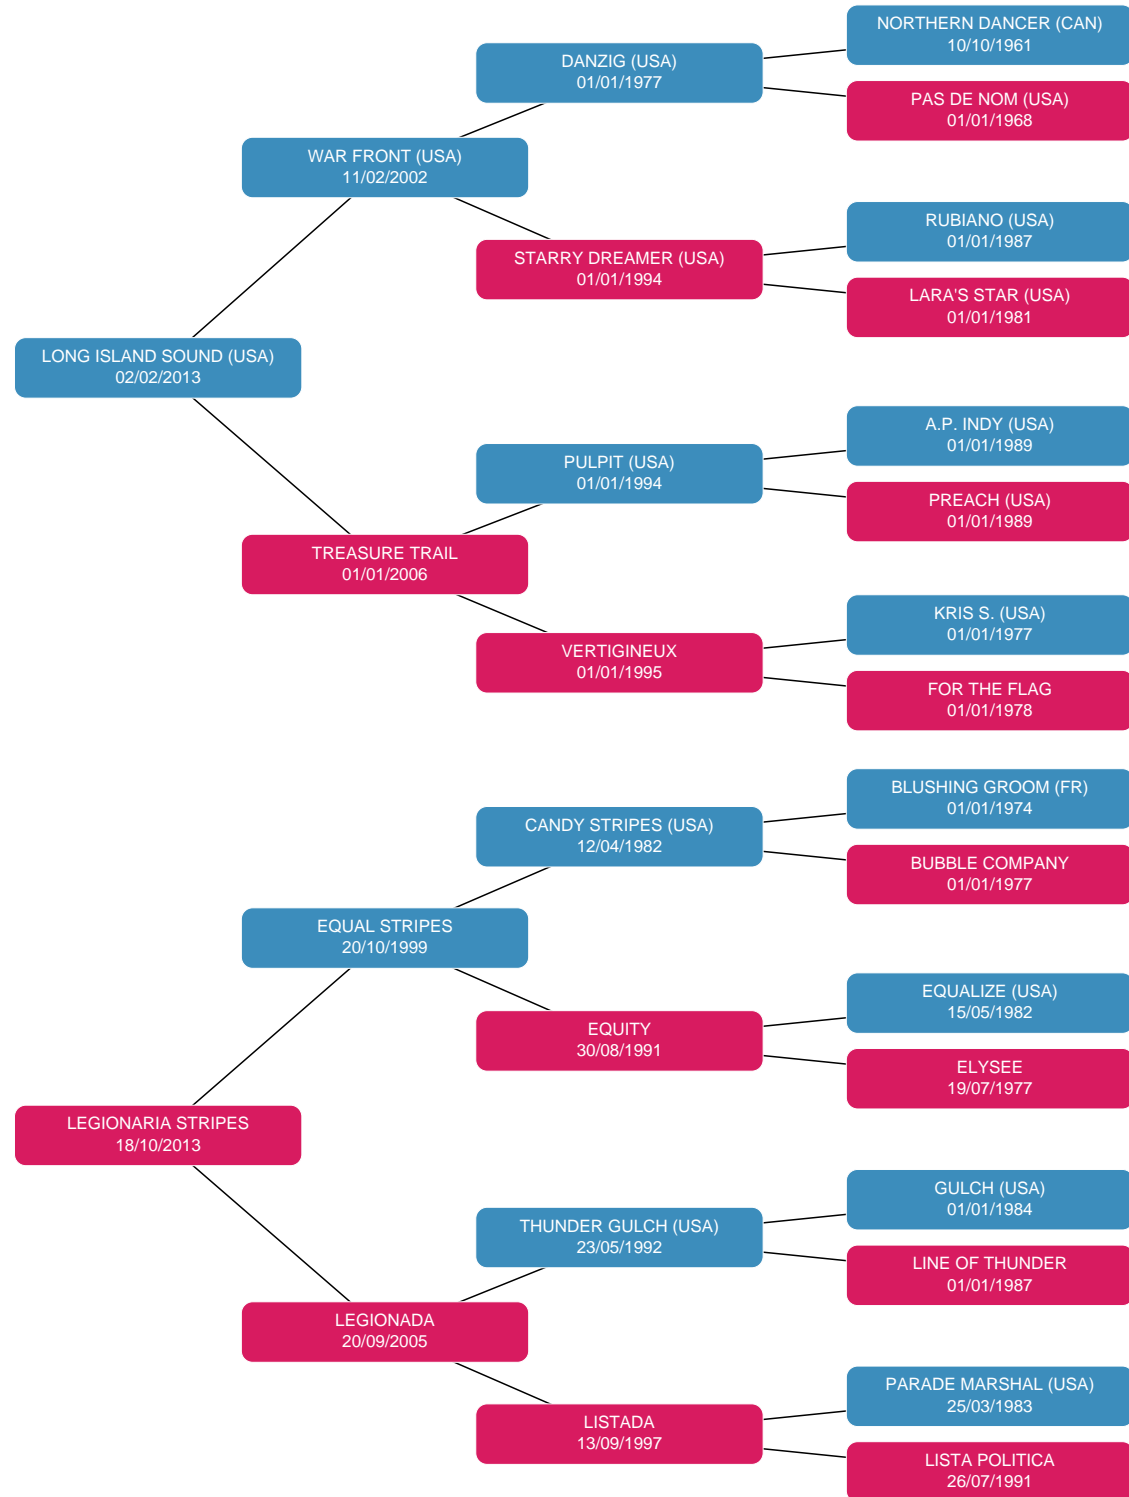 NORTHERN DANCER (CAN)
10/10/1961
DANZIG (USA)
01/01/1977
PAS DE NOM (USA)
01/01/1968
WAR FRONT (USA)
11/02/2002
RUBIANO (USA)
01/01/1987
STARRY DREAMER (USA)
01/01/1994
LARA'S STAR (USA)
01/01/1981
LONG ISLAND SOUND (USA)
02/02/2013
A.P. INDY (USA)
01/01/1989
PULPIT (USA)
01/01/1994
PREACH (USA)
01/01/1989
TREASURE TRAIL
01/01/2006
KRIS S. (USA)
01/01/1977
VERTIGINEUX
01/01/1995
FOR THE FLAG
01/01/1978
BLUSHING GROOM (FR)
01/01/1974
CANDY STRIPES (USA)
12/04/1982
BUBBLE COMPANY
01/01/1977
EQUAL STRIPES
20/10/1999
EQUALIZE (USA)
15/05/1982
EQUITY
30/08/1991
ELYSEE
19/07/1977
LEGIONARIA STRIPES
18/10/2013
GULCH (USA)
01/01/1984
THUNDER GULCH (USA)
23/05/1992
LINE OF THUNDER
01/01/1987
LEGIONADA
20/09/2005
PARADE MARSHAL (USA)
25/03/1983
LISTADA
13/09/1997
LISTA POLITICA
26/07/1991